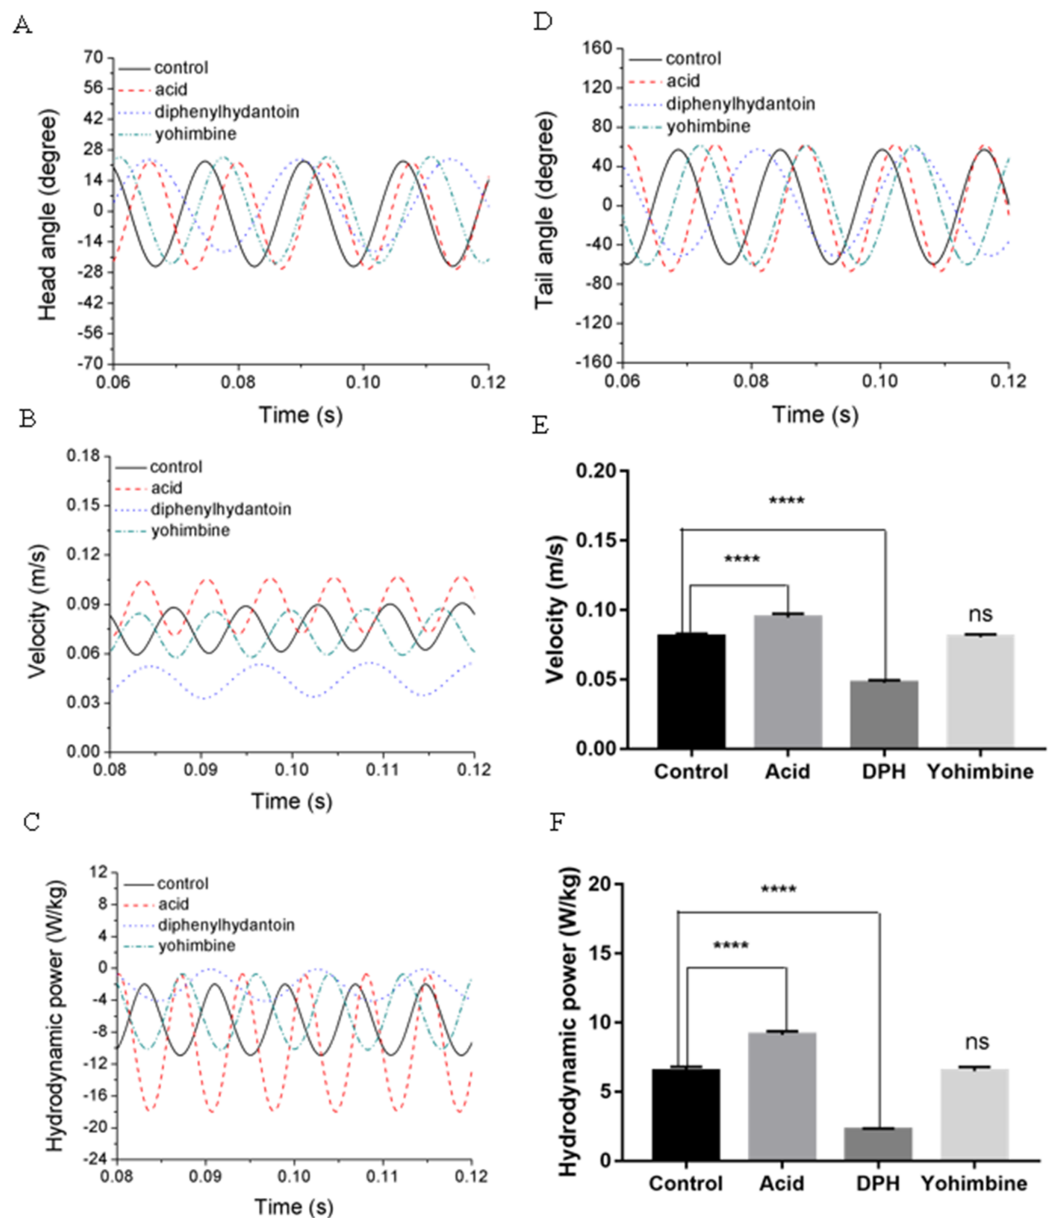 A
70
56
42
28
14
0
-14
-28
-42
-56
-70
Head angle (degree)
control
acid
diphenylhydantoin
yohimbine
0.06
0.08
0.10
0.12
Time (s)
D
160
120
80
40
0
-40
-80
-120
-160
Tail angle (degree)
control
acid
diphenylhydantoin
yohimbine
0.06
0.08
0.10
0.12
Time (s)
B
0.18
0.15
0.12
0.09
0.06
0.03
0.00
Velocity (m/s)
control
acid
diphenylhydantoin
yohimbine
0.08
0.09
0.10
0.11
0.12
Time (s)
E
0.20
0.15
0.10
0.05
0.00
Velocity (m/s)
****
****
ns
Control
Acid
DPH
Yohimbine
C
12
8
4
0
-4
-8
-12
-16
-20
-24
Hydrodynamic power (W/kg)
control
acid
diphenylhydantoin
yohimbine
0.08
0.09
0.10
0.11
0.12
Time (s)
F
20
15
10
5
0
Hydrodynamic power (W/kg)
****
****
ns
Control
Acid
DPH
Yohimbine